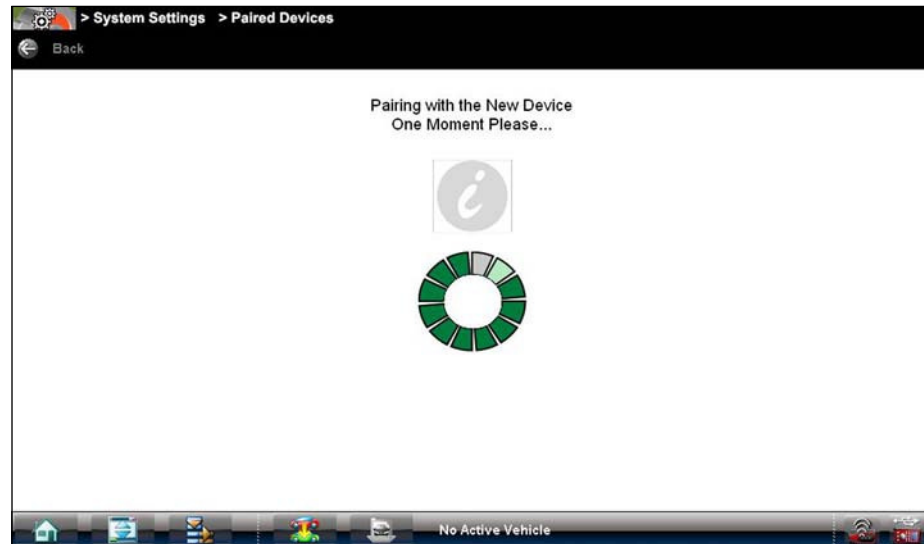 > System Settings > Paired Devices
Back
Pairing with the New Device
One Moment Please...
i
No Active Vehicle